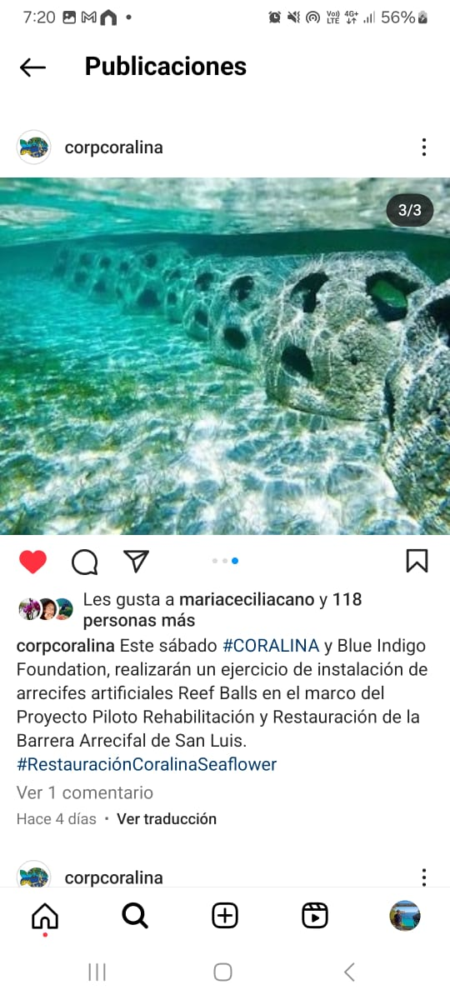 7:20 Vo)) LTE 4G+ 56%
Publicaciones
corpcoralina
3/3
Les gusta a mariaceciliacano y 118
personas más
corpcoralina Este sábado #CORALINA y Blue Indigo
Foundation, realizarán un ejercicio de instalación de
arrecifes artificiales Reef Balls en el marco del
Proyecto Piloto Rehabilitación y Restauración de la
Barrera Arrecifal de San Luis.
#RestauraciónCoralinaSeaflower
Ver 1 comentario
Hace 4 días • Ver traducción
corpcoralina